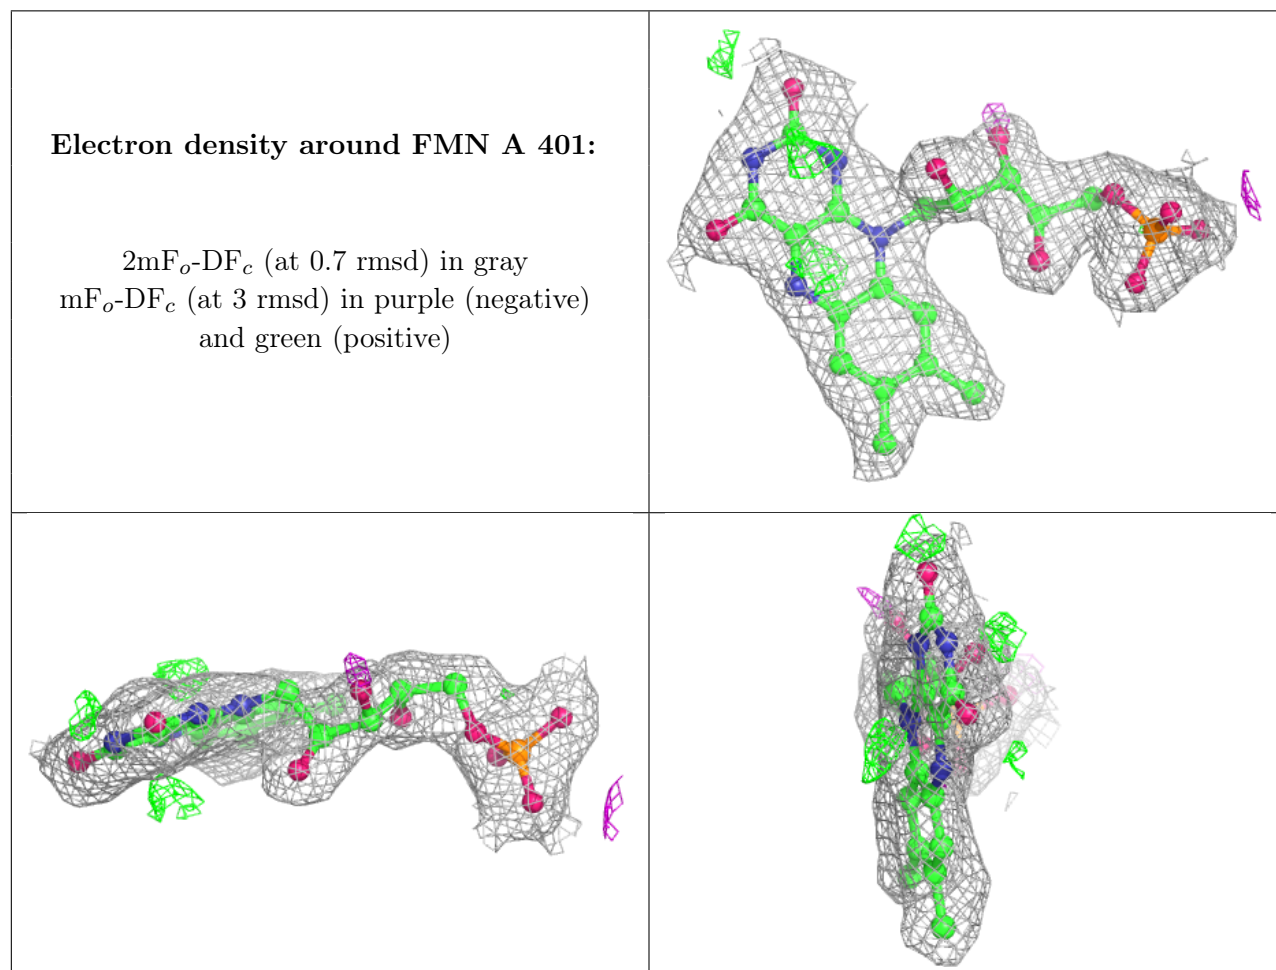 Electron density around FMN A 401:
2mFₒ-DF𝒸 (at 0.7 rmsd) in gray
mFₒ-DF𝒸 (at 3 rmsd) in purple (negative)
and green (positive)